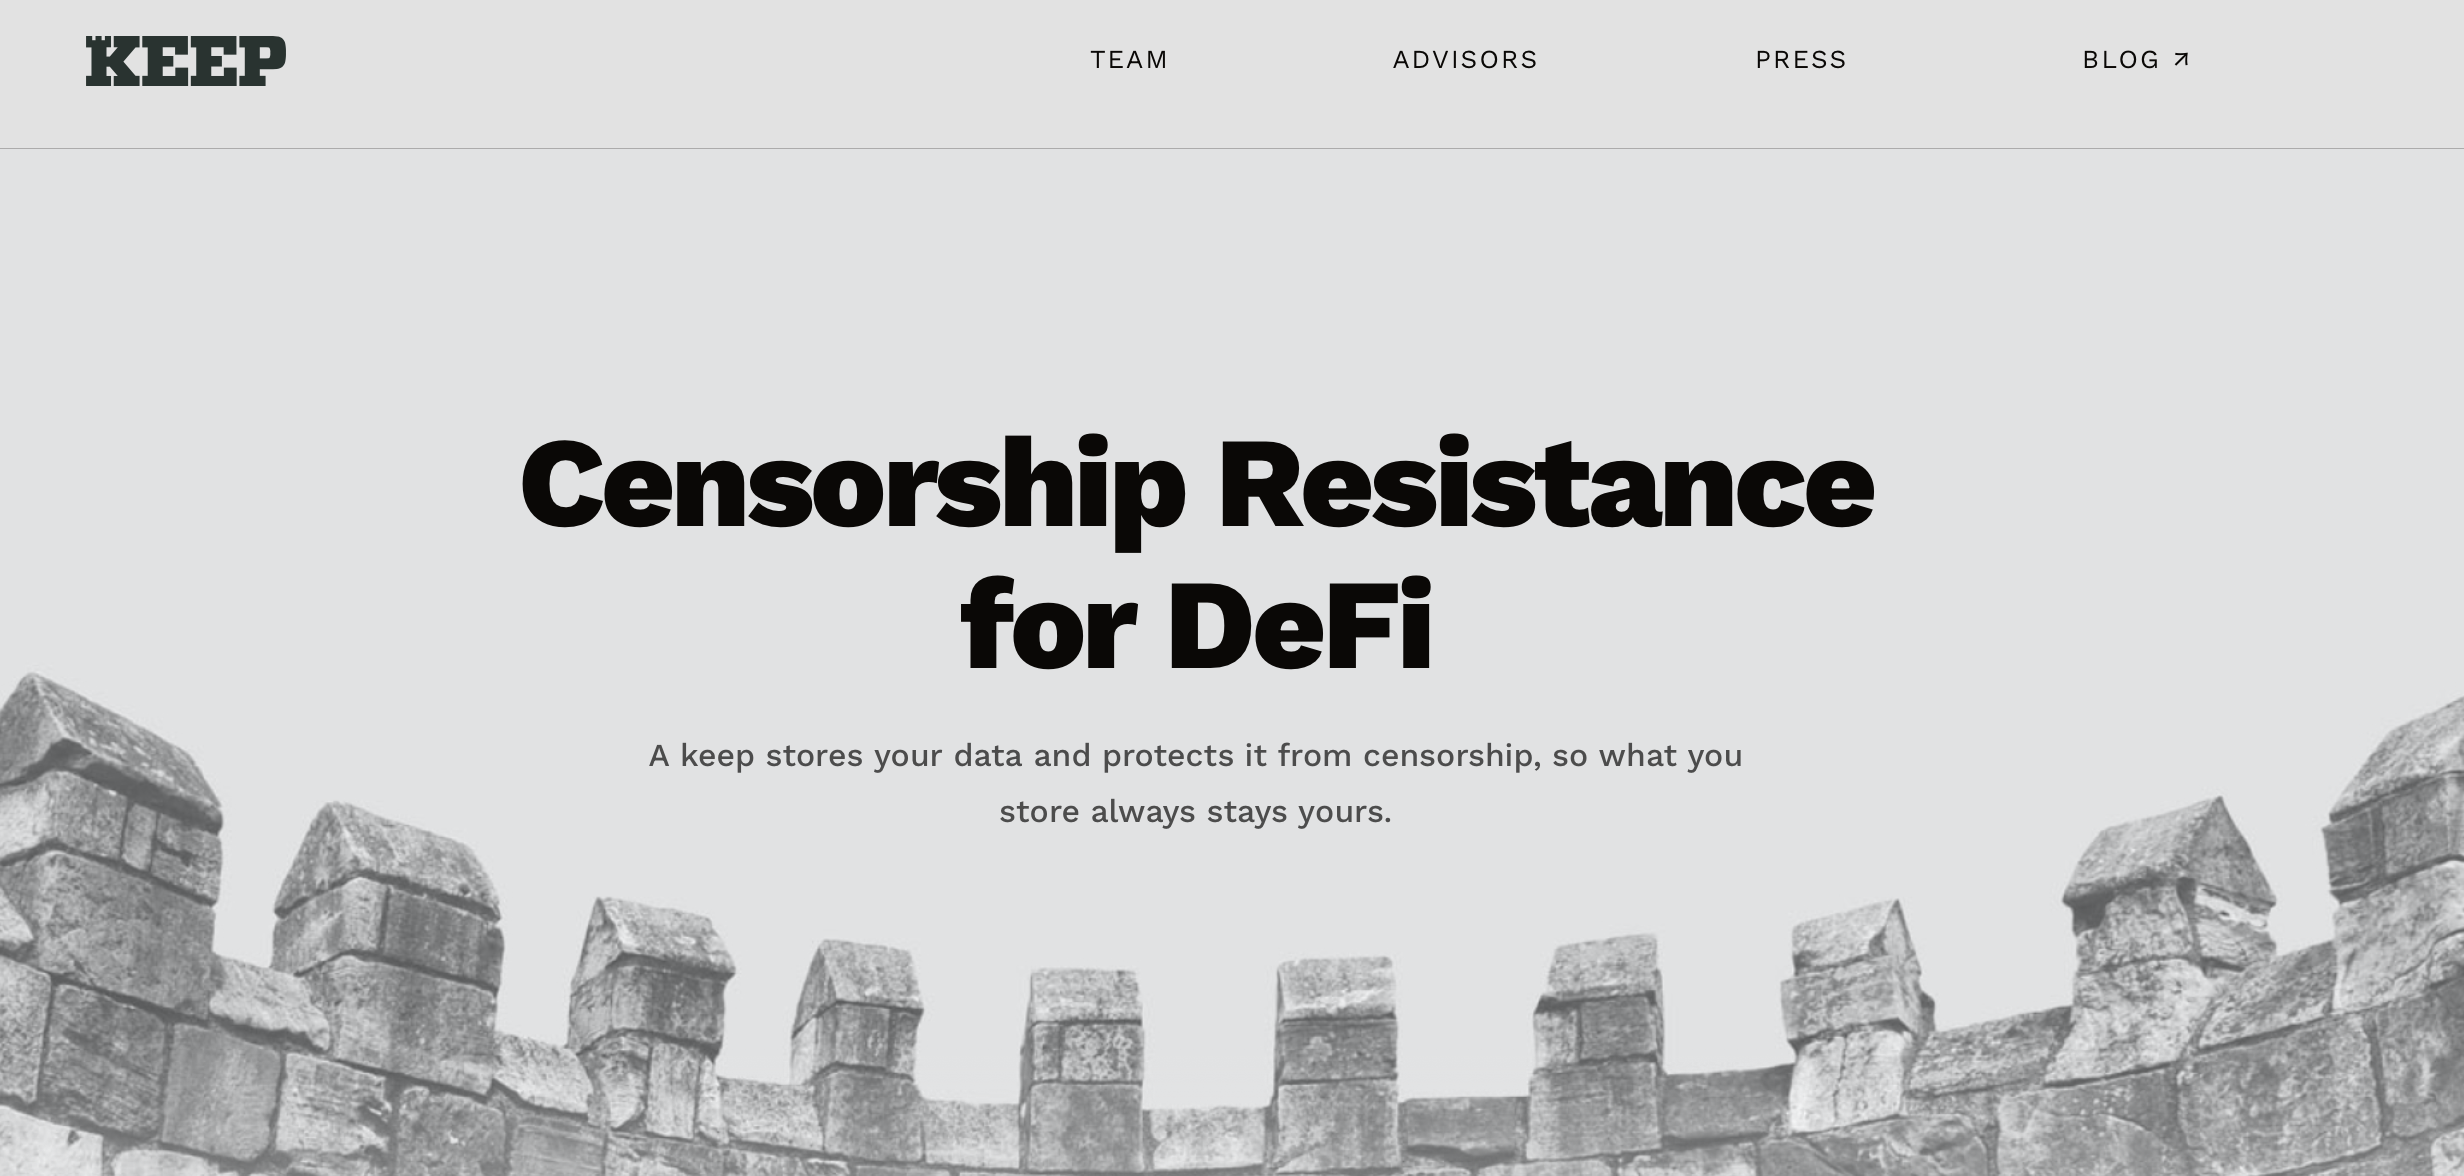 KEEP
TEAM
ADVISORS
PRESS
BLOG ↗
Censorship Resistance
for DeFi
A keep stores your data and protects it from censorship, so what you
store always stays yours.